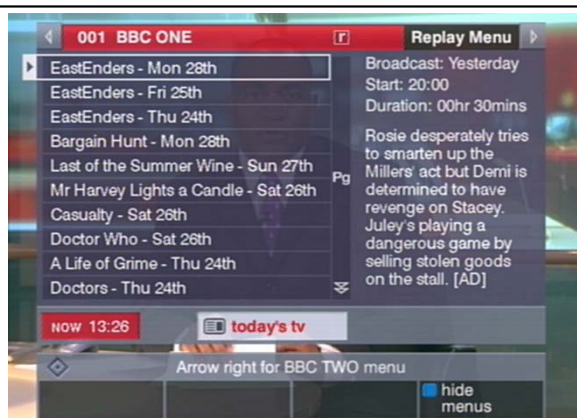 001 BBC ONE
r
Replay Menu
EastEnders - Mon 28th
EastEnders - Fri 25th
EastEnders - Thu 24th
Bargain Hunt - Mon 28th
Last of the Summer Wine - Sun 27th
Mr Harvey Lights a Candle - Sat 26th
Casualty - Sat 26th
Doctor Who - Sat 26th
A Life of Grime - Thu 24th
Doctors - Thu 24th
Pg
Broadcast: Yesterday
Start: 20:00
Duration: 00hr 30mins
Rosie desperately tries
to smarten up the
Millers' act but Demi is
determined to have
revenge on Stacey.
Juley's playing a
dangerous game by
selling stolen goods
on the stall. [AD]
NOW 13:26
today's tv
Arrow right for BBC TWO menu
hide
menus